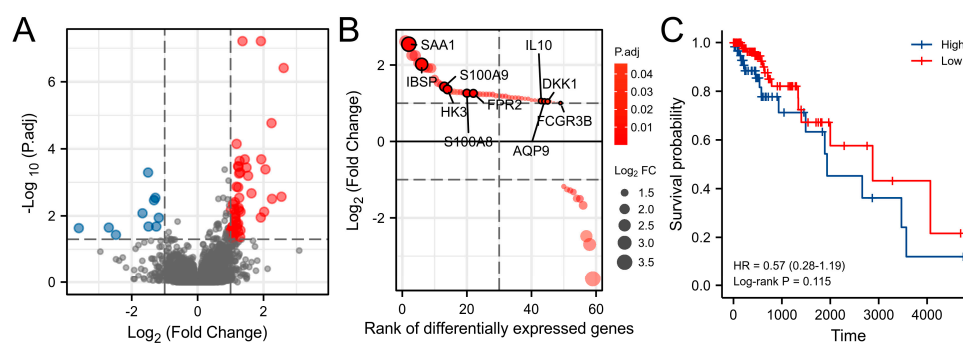 A
-Log 10 (P.adj)
6
4
2
0
-2
0
2
Log2 (Fold Change)
B
Log2 (Fold Change)
2
1
0
-2
SAA1
IL10
IBSP
S100A9
DKK1
HK3
FPR2
FCGR3B
S100A8
AQP9
0
20
40
60
Rank of differentially expressed genes
P.adj
0.04
0.03
0.02
0.01
Log2 FC
1.5
2.0
2.5
3.0
3.5
C
Survival probability
1.0
0.8
0.6
0.4
0.2
0.0
High
Low
HR = 0.57 (0.28-1.19)
Log-rank P = 0.115
0
1000
2000
3000
4000
Time